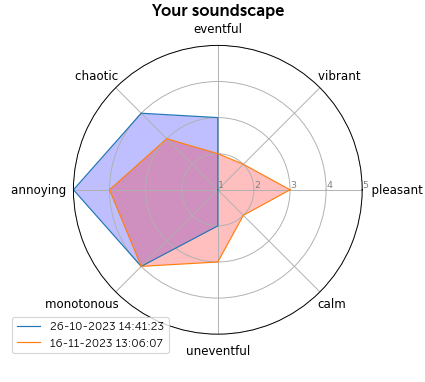 Your soundscape
eventful
chaotic
vibrant
annoying
1
2
3
4
5
pleasant
monotonous
calm
uneventful
26-10-2023 14:41:23
16-11-2023 13:06:07